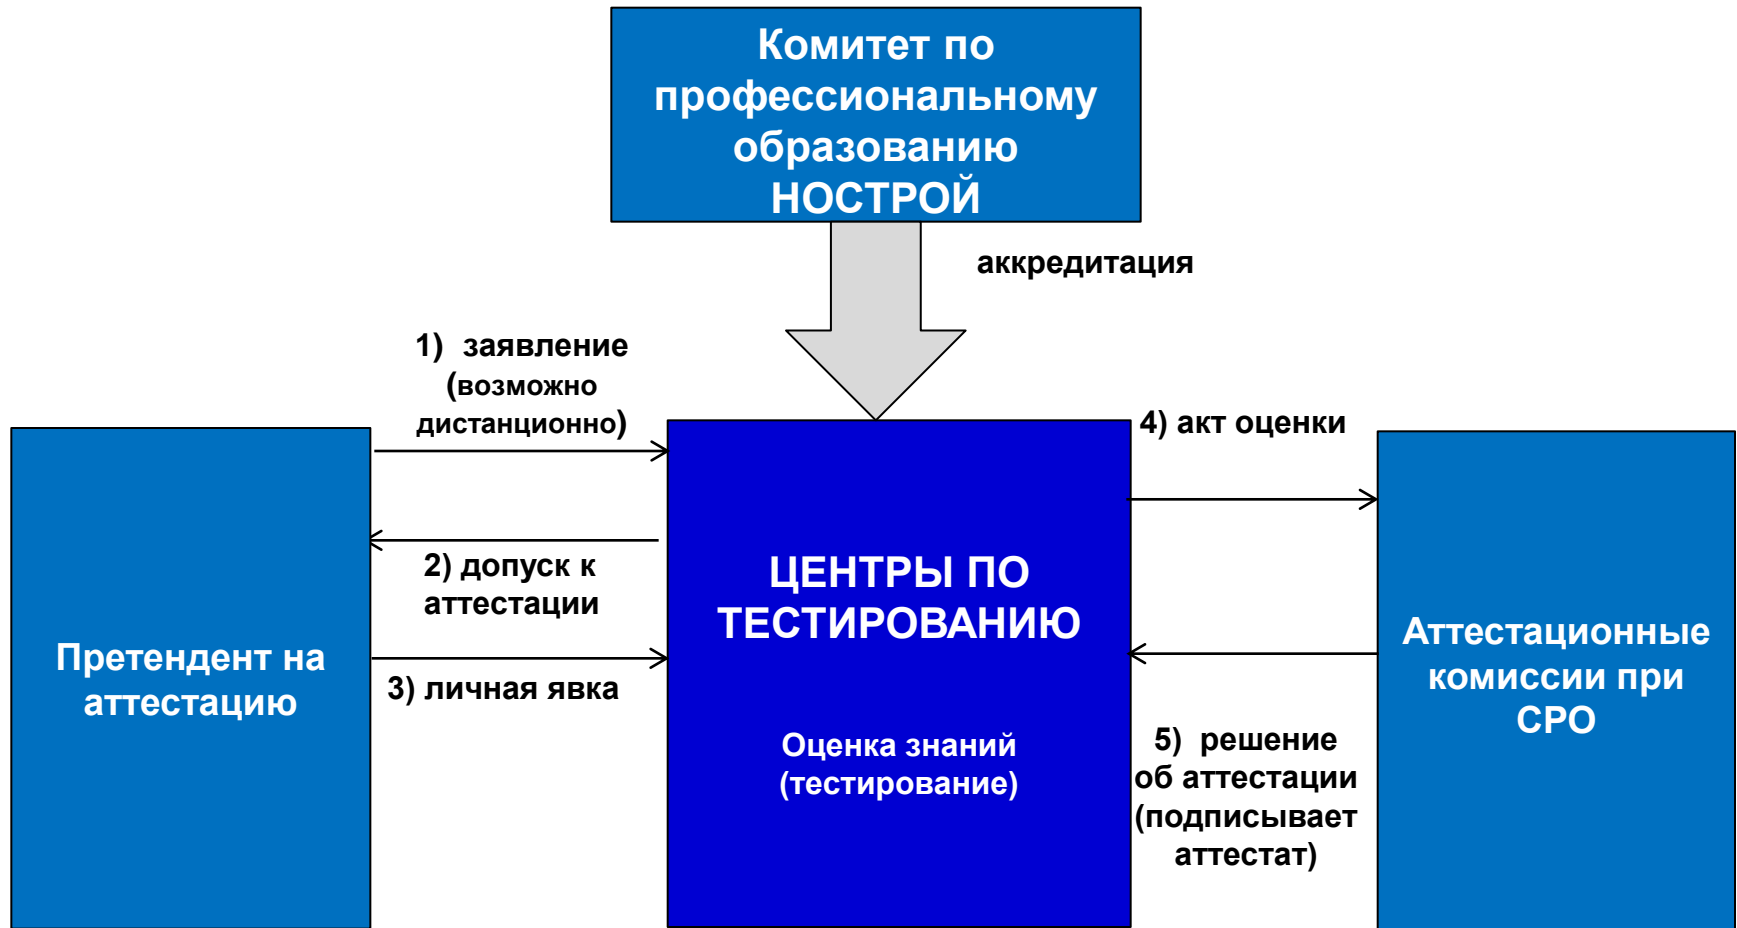 Комитет по
профессиональному
образованию
НОСТРОЙ
аккредитация
1) заявление
(возможно
дистанционно)
4) акт оценки
2) допуск к
аттестации
3) личная явка
Претендент на
аттестацию
ЦЕНТРЫ ПО
ТЕСТИРОВАНИЮ
Оценка знаний
(тестирование)
Аттестационные
комиссии при
СРО
5) решение
об аттестации
(подписывает
аттестат)